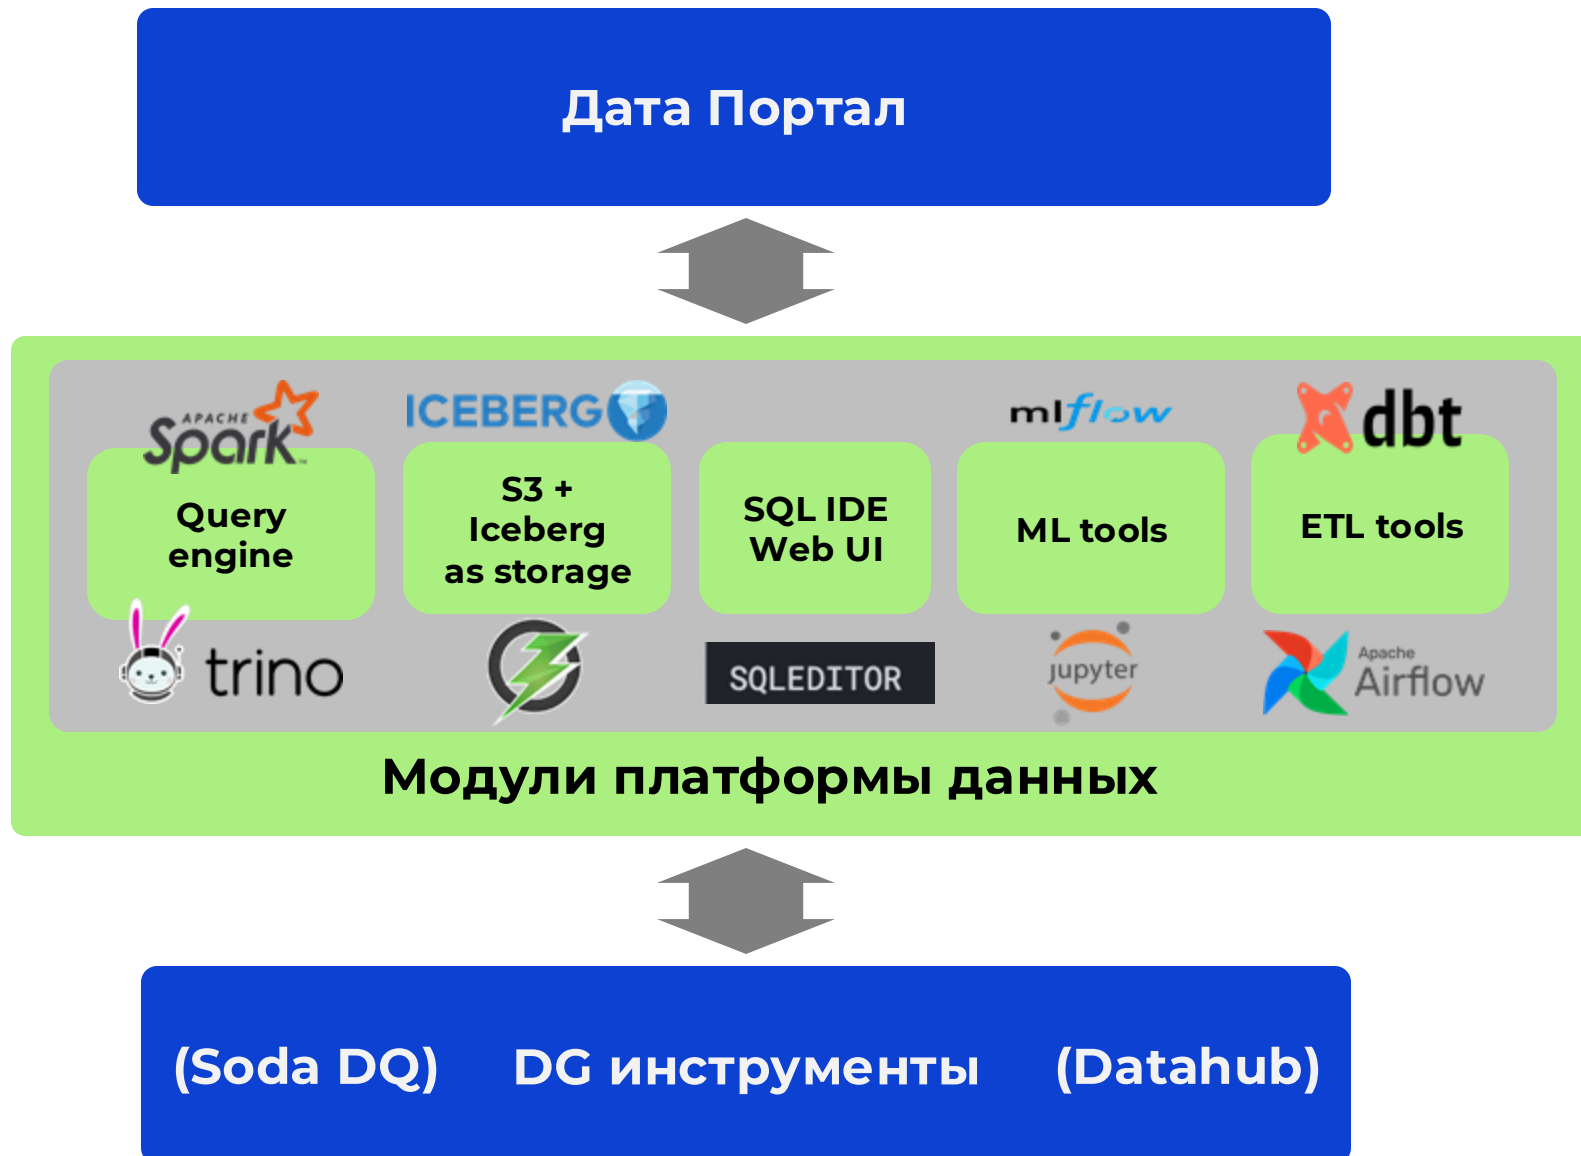 Дата Портал
APACHE
Spark™
ICEBERG
mlflow
dbt
Query
engine
S3 +
Iceberg
as storage
SQL IDE
Web UI
ML tools
ETL tools
trino
SQLEDITOR
jupyter
Apache
Airflow
Модули платформы данных
(Soda DQ) DG инструменты (Datahub)